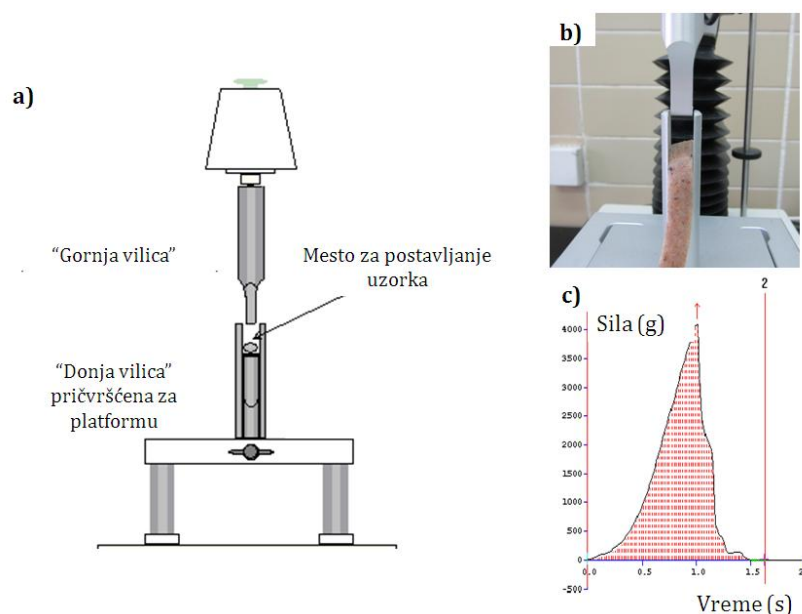 a)
“Gornja vilica”
Mesto za postavljanje
uzorka
“Donja vilica”
pričvršćena za
platformu
b)
c)
2
Sila (g)
4000
3500
3000
2500
2000
1500
1000
500
0
-500
0.0
0.5
1.0
1.5
2
Vreme (s)